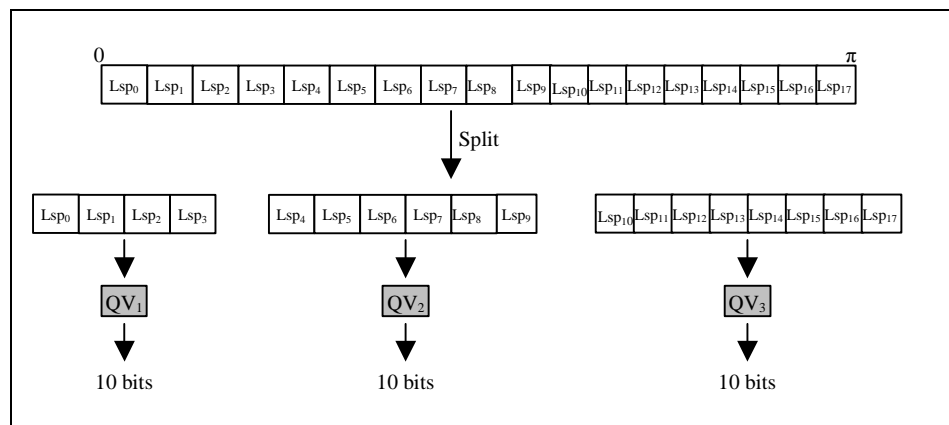 0 π
Lsp₀ Lsp₁ Lsp₂ Lsp₃ Lsp₄ Lsp₅ Lsp₆ Lsp₇ Lsp₈ Lsp₉ Lsp₁₀ Lsp₁₁ Lsp₁₂ Lsp₁₃ Lsp₁₄ Lsp₁₅ Lsp₁₆ Lsp₁₇
Split
Lsp₀ Lsp₁ Lsp₂ Lsp₃ Lsp₄ Lsp₅ Lsp₆ Lsp₇ Lsp₈ Lsp₉ Lsp₁₀ Lsp₁₁ Lsp₁₂ Lsp₁₃ Lsp₁₄ Lsp₁₅ Lsp₁₆ Lsp₁₇
QV₁ QV₂ QV₃
10 bits 10 bits 10 bits